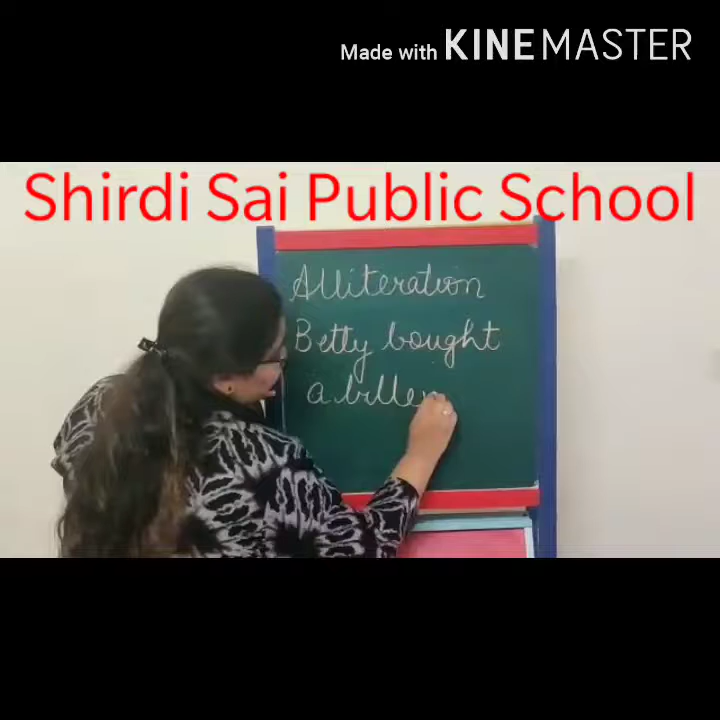 Made with KINEMASTER
Shirdi Sai Public School
Alliteration
Betty bought
a